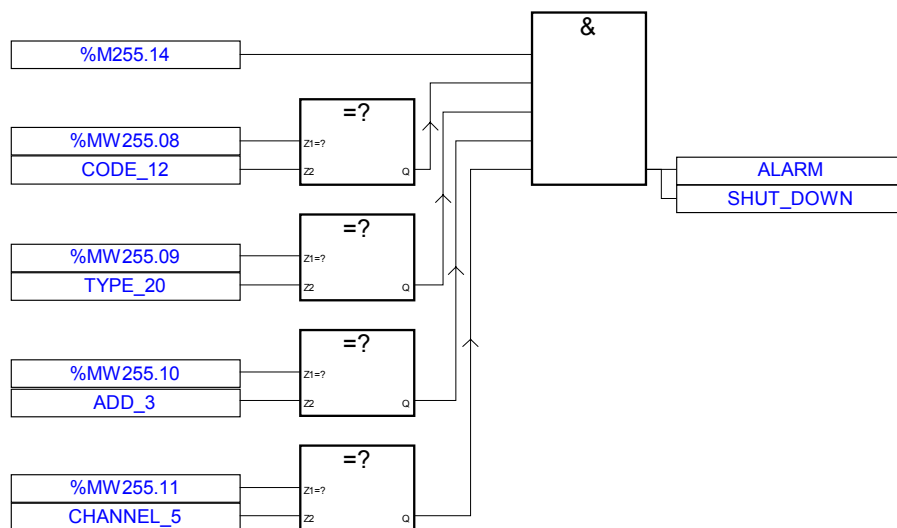 &
%M255.14
=?
%MW255.08
Z1=?
CODE_12
Z2
Q
ALARM
SHUT_DOWN
=?
%MW255.09
Z1=?
TYPE_20
Z2
Q
=?
%MW255.10
Z1=?
ADD_3
Z2
Q
=?
%MW255.11
Z1=?
CHANNEL_5
Z2
Q